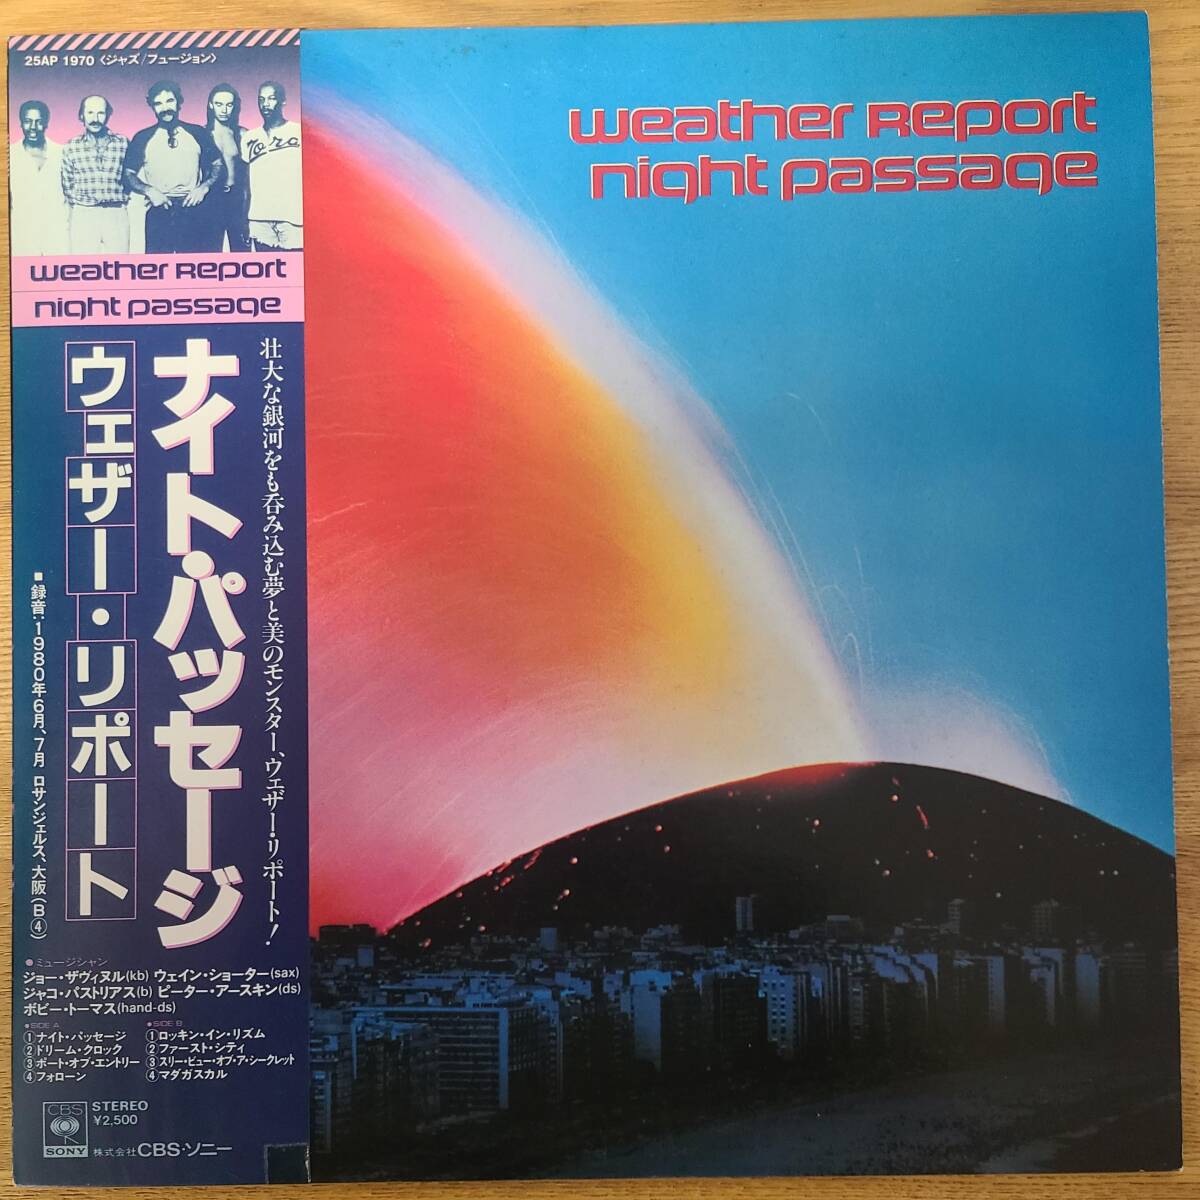 25AP 1970 〈ジャズ/フュージョン〉
weather Report
night passage
weather Report
night passage
壮大な銀河をも呑み込む夢と美のモンスター、ウェザー・リポート!
ナイト・パッセージ
ウェザー・リポート
■録音:1980年6月、7月 ロサンジェルス、大阪(B④)
●ミュージシャン
ジョー・ザヴィヌル(kb) ウェイン・ショーター(sax)
ジャコ・パストリアス(b) ピーター・アースキン(ds)
ボビー・トーマス(hand-ds)
●SIDE A
①ナイト・パッセージ
②ドリーム・クロック
③ポート・オブ・エントリー
④フォローン
●SIDE B
①ロッキン・イン・リズム
②ファースト・シティ
③スリー・ビュー・オブ・ア・シークレット
④マダガスカル
CBS
SONY
STEREO
¥2,500
株式会社CBS・ソニー